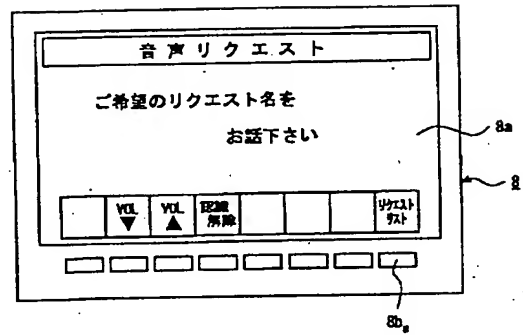 音声リクエスト
ご希望のリクエスト名を
お話下さい
8a
8
VOL
▼
VOL
▲
認識
解除
リクエスト
リスト
8b₈